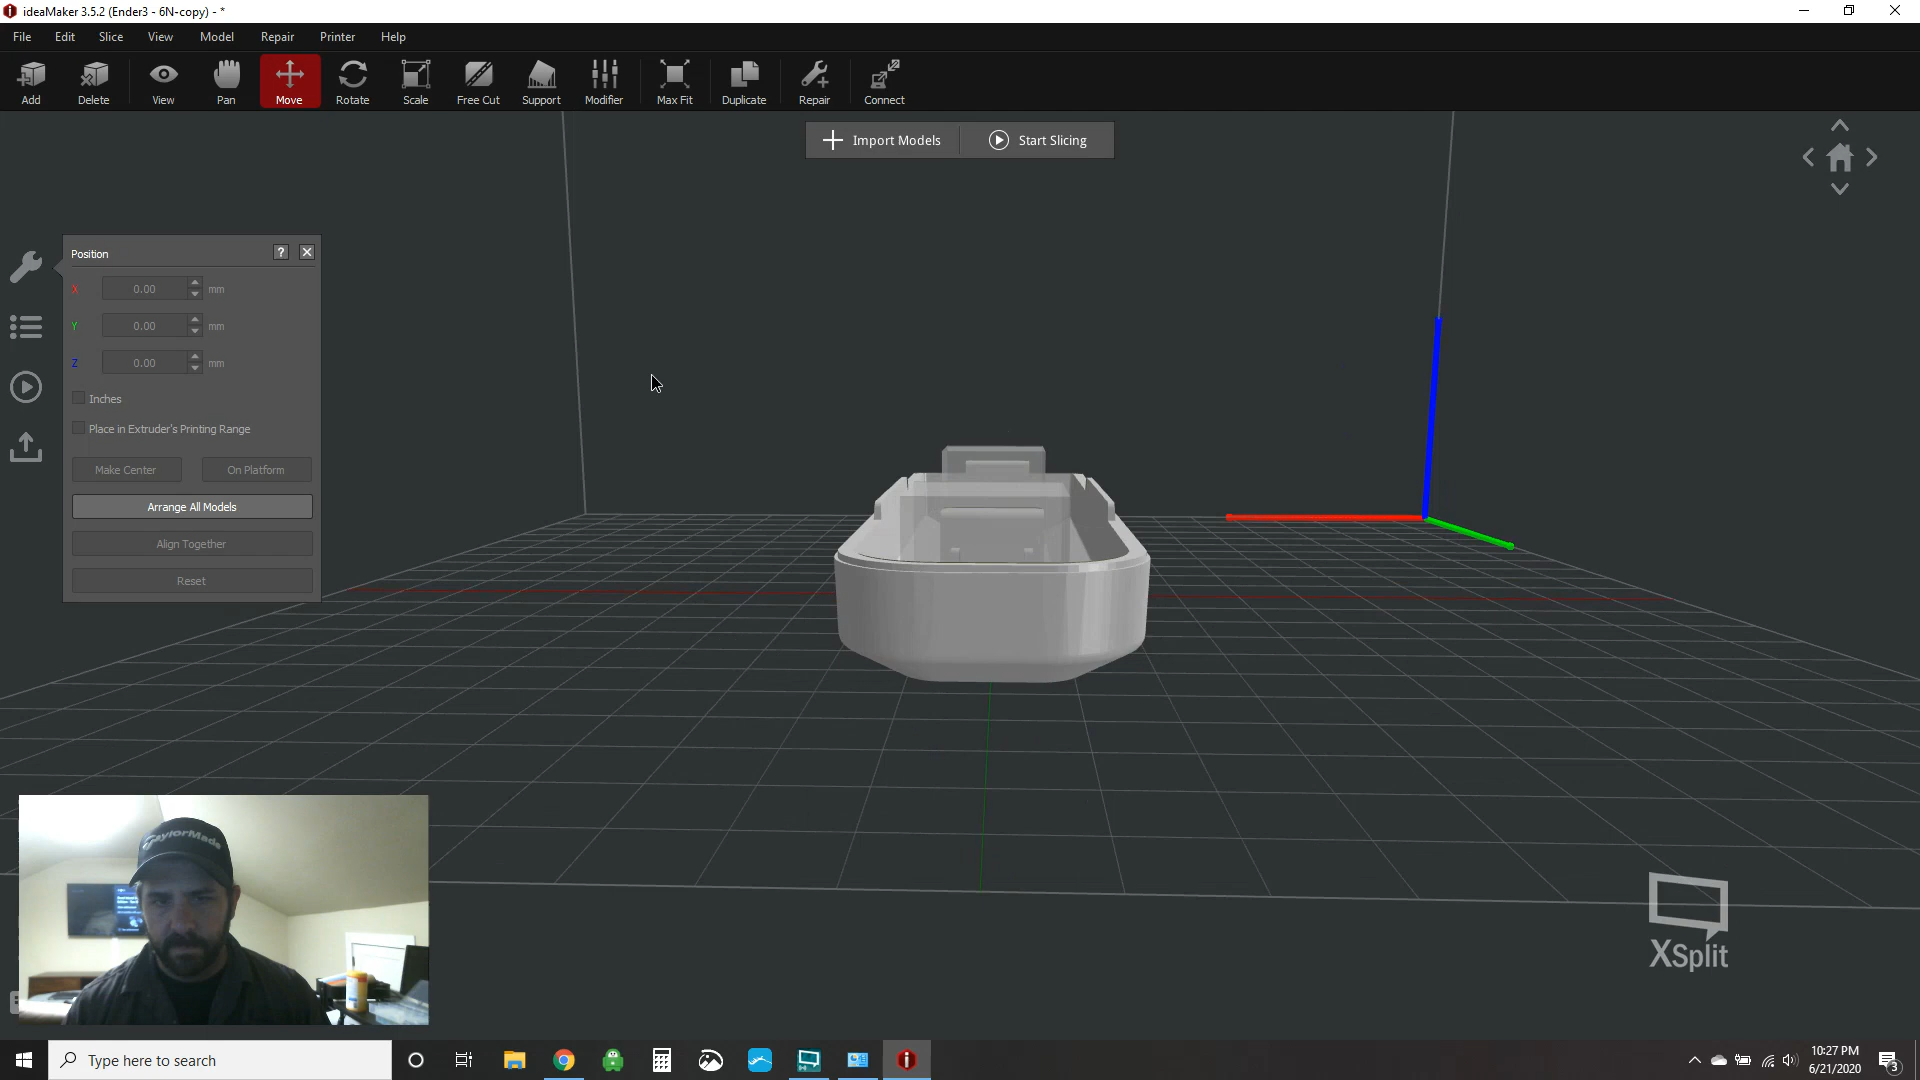 ideaMaker 3.5.2 (Ender3 - 6N-copy) - *
File Edit Slice View Model Repair Printer Help
Add Delete View Pan Move Rotate Scale Free Cut Support Modifier Max Fit Duplicate Repair Connect
Import Models Start Slicing
Position ?
X 0.00 mm
Y 0.00 mm
Z 0.00 mm
Inches
Place in Extruder's Printing Range
Make Center On Platform
Arrange All Models
Align Together
Reset
TaylorMade
XSplit
Type here to search
10:27 PM
6/21/2020
3